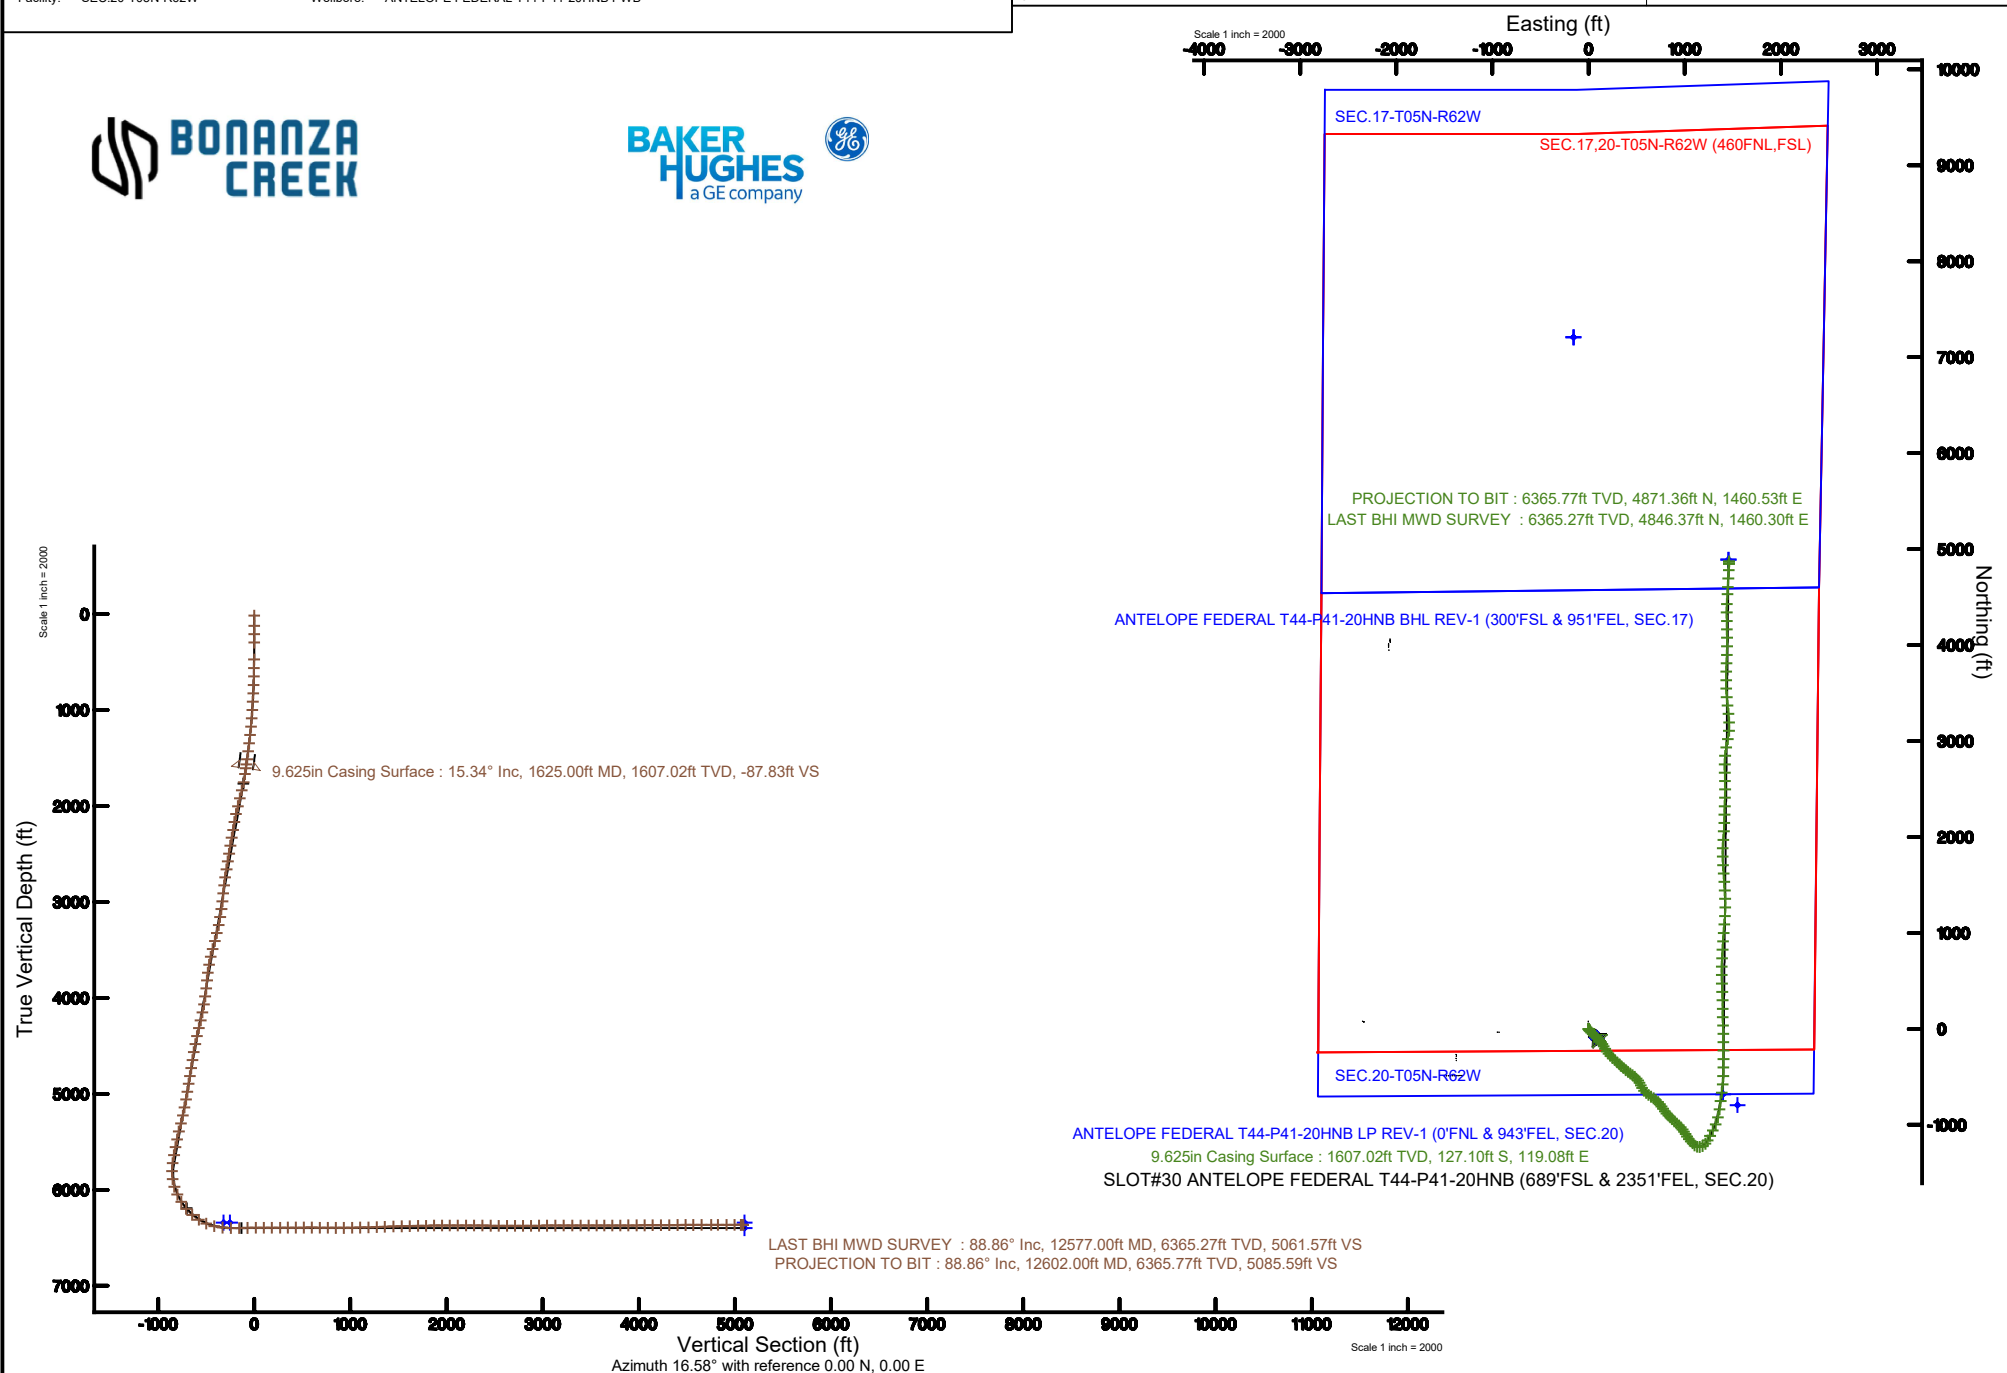 Easting (ft)
Scale 1 inch = 2000
-4000 -3000 -2000 -1000 0 1000 2000 3000
10000
9000
8000
7000
6000
5000
4000
3000
2000
1000
0
-1000
Northing (ft)
BONANZA
CREEK
BAKER
HUGHES
a GE company
SEC.17-T05N-R62W
SEC.17,20-T05N-R62W (460FNL,FSL)
PROJECTION TO BIT : 6365.77ft TVD, 4871.36ft N, 1460.53ft E
LAST BHI MWD SURVEY : 6365.27ft TVD, 4846.37ft N, 1460.30ft E
ANTELOPE FEDERAL T44-P41-20HNB BHL REV-1 (300'FSL & 951'FEL, SEC.17)
SEC.20-T05N-R62W
ANTELOPE FEDERAL T44-P41-20HNB LP REV-1 (0'FNL & 943'FEL, SEC.20)
9.625in Casing Surface : 1607.02ft TVD, 127.10ft S, 119.08ft E
SLOT#30 ANTELOPE FEDERAL T44-P41-20HNB (689'FSL & 2351'FEL, SEC.20)
Scale 1 inch = 2000
True Vertical Depth (ft)
0
1000
2000
3000
4000
5000
6000
7000
9.625in Casing Surface : 15.34° Inc, 1625.00ft MD, 1607.02ft TVD, -87.83ft VS
LAST BHI MWD SURVEY : 88.86° Inc, 12577.00ft MD, 6365.27ft TVD, 5061.57ft VS
PROJECTION TO BIT : 88.86° Inc, 12602.00ft MD, 6365.77ft TVD, 5085.59ft VS
-1000 0 1000 2000 3000 4000 5000 6000 7000 8000 9000 10000 11000 12000
Vertical Section (ft)
Scale 1 inch = 2000
Azimuth 16.58° with reference 0.00 N, 0.00 E